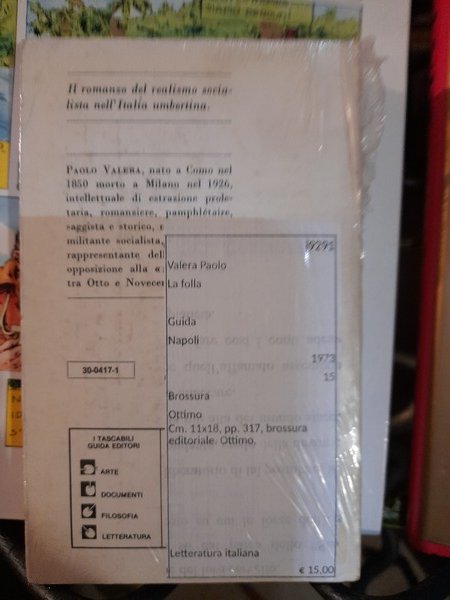 Il romanzo del realismo socia-
lista nell'Italia umbertina.
PAOLO VALERA, nato a Como nel
1850 morto a Milano nel 1926,
intellettuale di estrazione prole-
taria, romanziere, pamphlétaire,
saggista e storico,
militante socialista,
rappresentante del
opposizione alla
tra Otto e Novecen
9291
Valera Paolo
La folla
Guida
Napoli
1973
15
Brossura
Ottimo
Cm. 11x18, pp. 317, brossura
editoriale. Ottimo.
Letteratura italiana
€ 15,00
30-0417-1
I TASCABILI
GUIDA EDITORI
ARTE
DOCUMENTI
FILOSOFIA
LETTERATURA